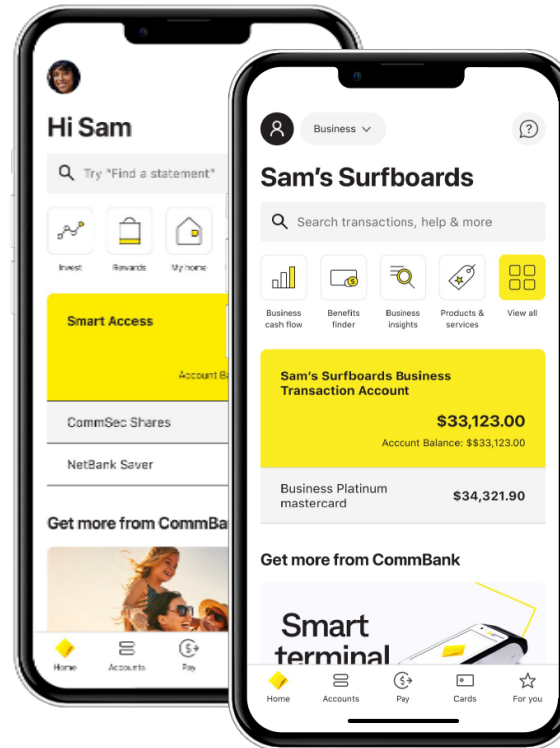 Hi Sam
Try "Find a statement"
Invest
Rewards
My home
Smart Access
Account
CommSec Shares
NetBank Saver
Get more from
Home
Accounts
Pay
Business
Sam's Surfboards
Search transactions, help & more
Business
cash flow
Benefits
finder
Business
insights
Products &
services
View all
Sam's Surfboards Business
Transaction Account
$33,123.00
Account Balance: $$33,123.00
Business Platinum
mastercard
$34,321.90
Get more from CommBank
Smart
terminal
Home
Accounts
Pay
Cards
For you